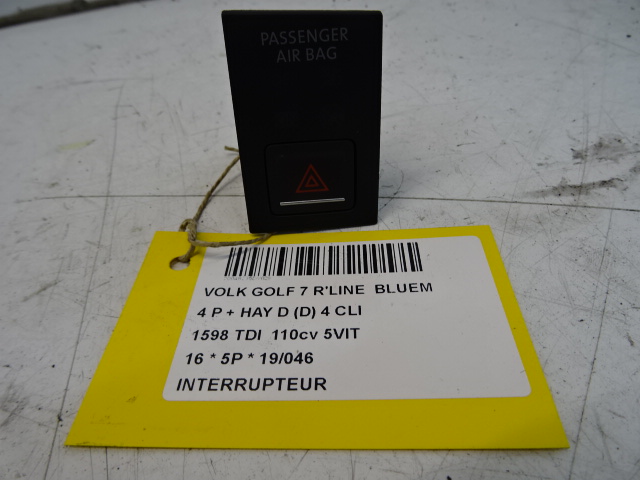 PASSENGER
AIR BAG
VOLK GOLF 7 R'LINE BLUEM
4 P + HAY D (D) 4 CLI
1598 TDI 110cv 5VIT
16 * 5P * 19/046
INTERRUPTEUR